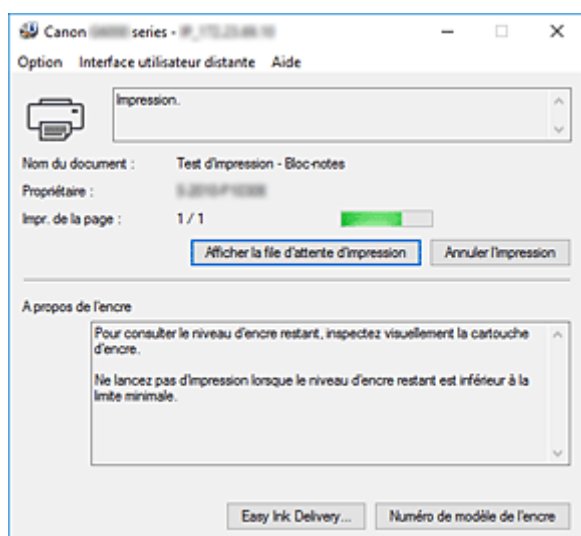 Canon series -
Option Interface utilisateur distante Aide
Impression.
Nom du document : Test d'impression - Bloc-notes
Propriétaire :
Impr. de la page : 1 / 1
Afficher la file d'attente d'impression Annuler l'impression
A propos de l'encre
Pour consulter le niveau d'encre restant, inspectez visuellement la cartouche
d'encre.
Ne lancez pas d'impression lorsque le niveau d'encre restant est inférieur à la
limite minimale.
Easy Ink Delivery... Numéro de modèle de l'encre